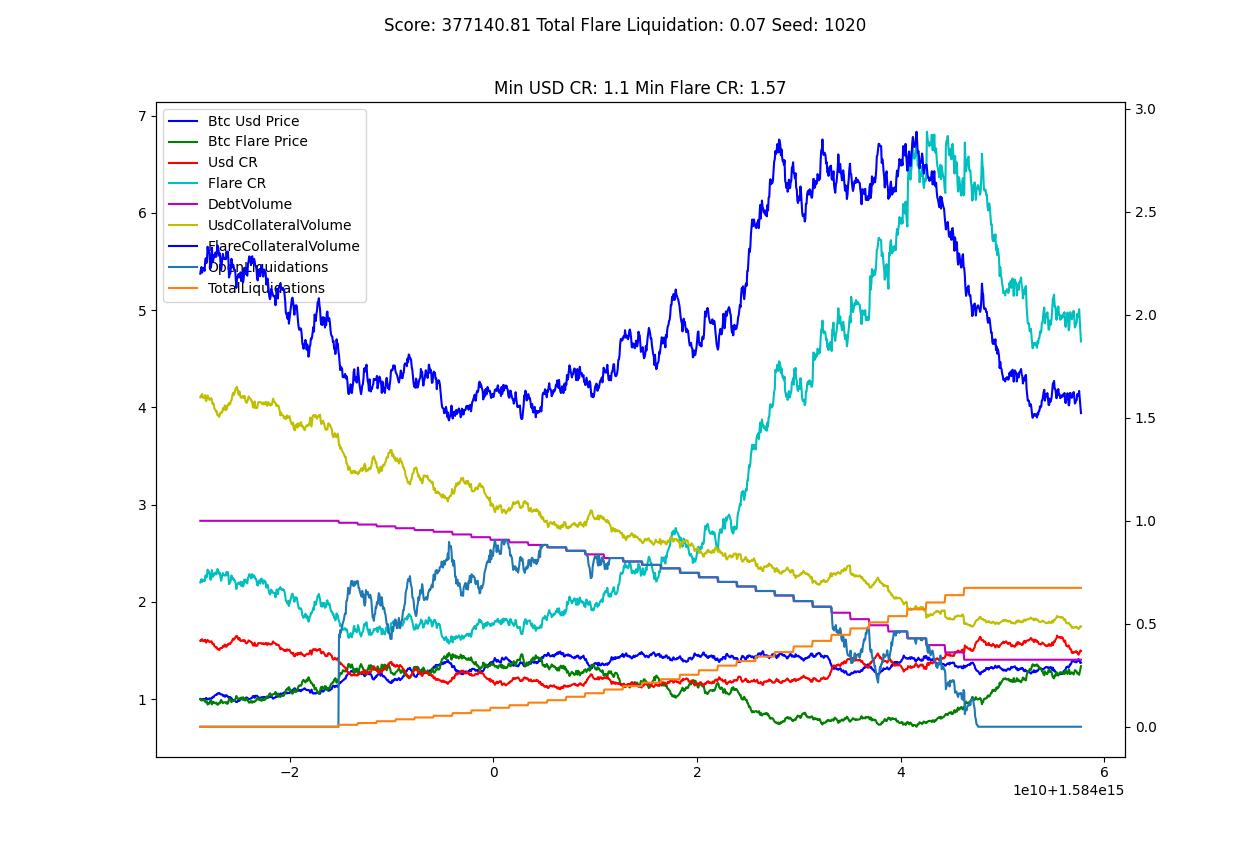 Score: 377140.81 Total Flare Liquidation: 0.07 Seed: 1020
Min USD CR: 1.1 Min Flare CR: 1.57
7
6
5
4
3
2
1
Btc Usd Price
Btc Flare Price
Usd CR
Flare CR
DebtVolume
UsdCollateralVolume
FlareCollateralVolume
OpenLiquidations
TotalLiquidations
3.0
2.5
2.0
1.5
1.0
0.5
0.0
−2 0 2 4 6
1e10+1.584e15